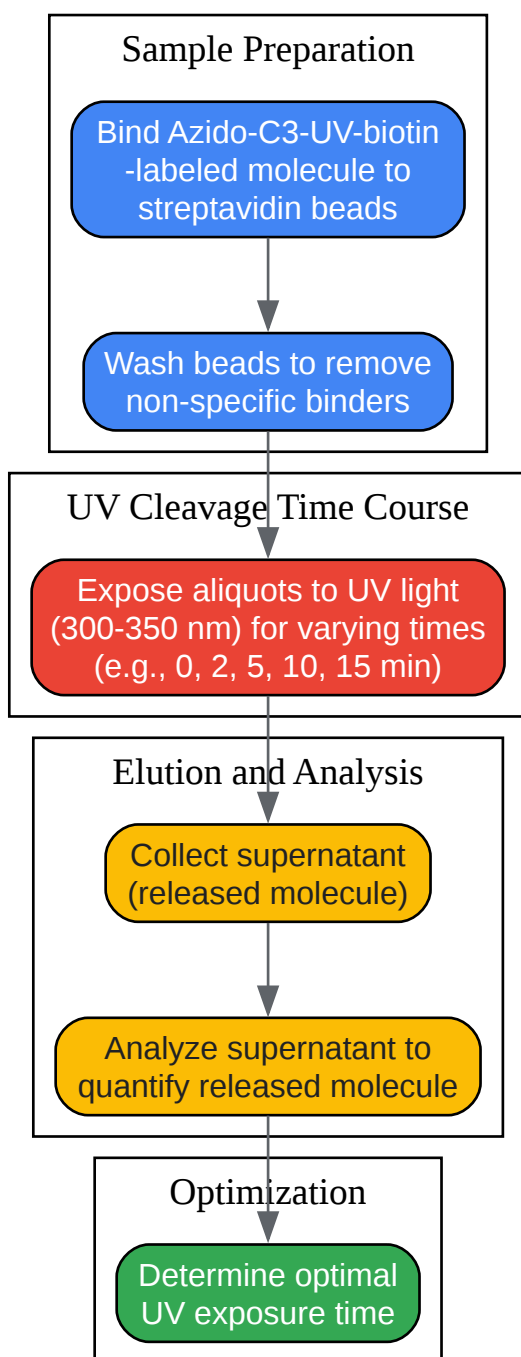 Sample Preparation
Bind Azido-C3-UV-biotin
-labeled molecule to
streptavidin beads
Wash beads to remove
non-specific binders
UV Cleavage Time Course
Expose aliquots to UV light
(300-350 nm) for varying times
(e.g., 0, 2, 5, 10, 15 min)
Elution and Analysis
Collect supernatant
(released molecule)
Analyze supernatant to
quantify released molecule
Optimization
Determine optimal
UV exposure time